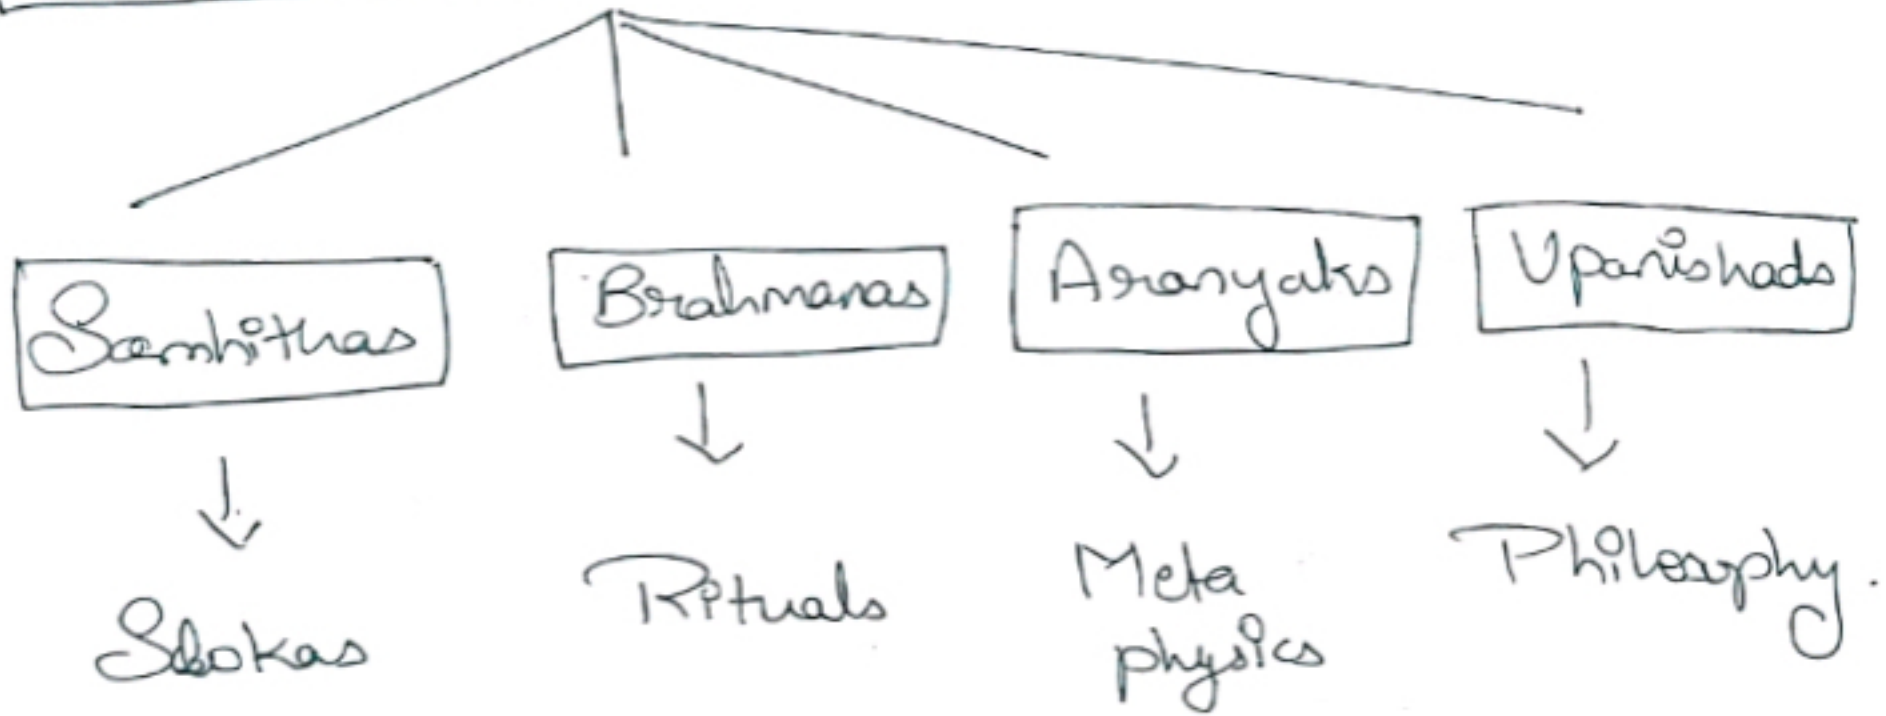 Samhithas
Brahmanas
Aranyaks
Upanishads
Slokas
Rituals
Meta
physics
Philosophy.